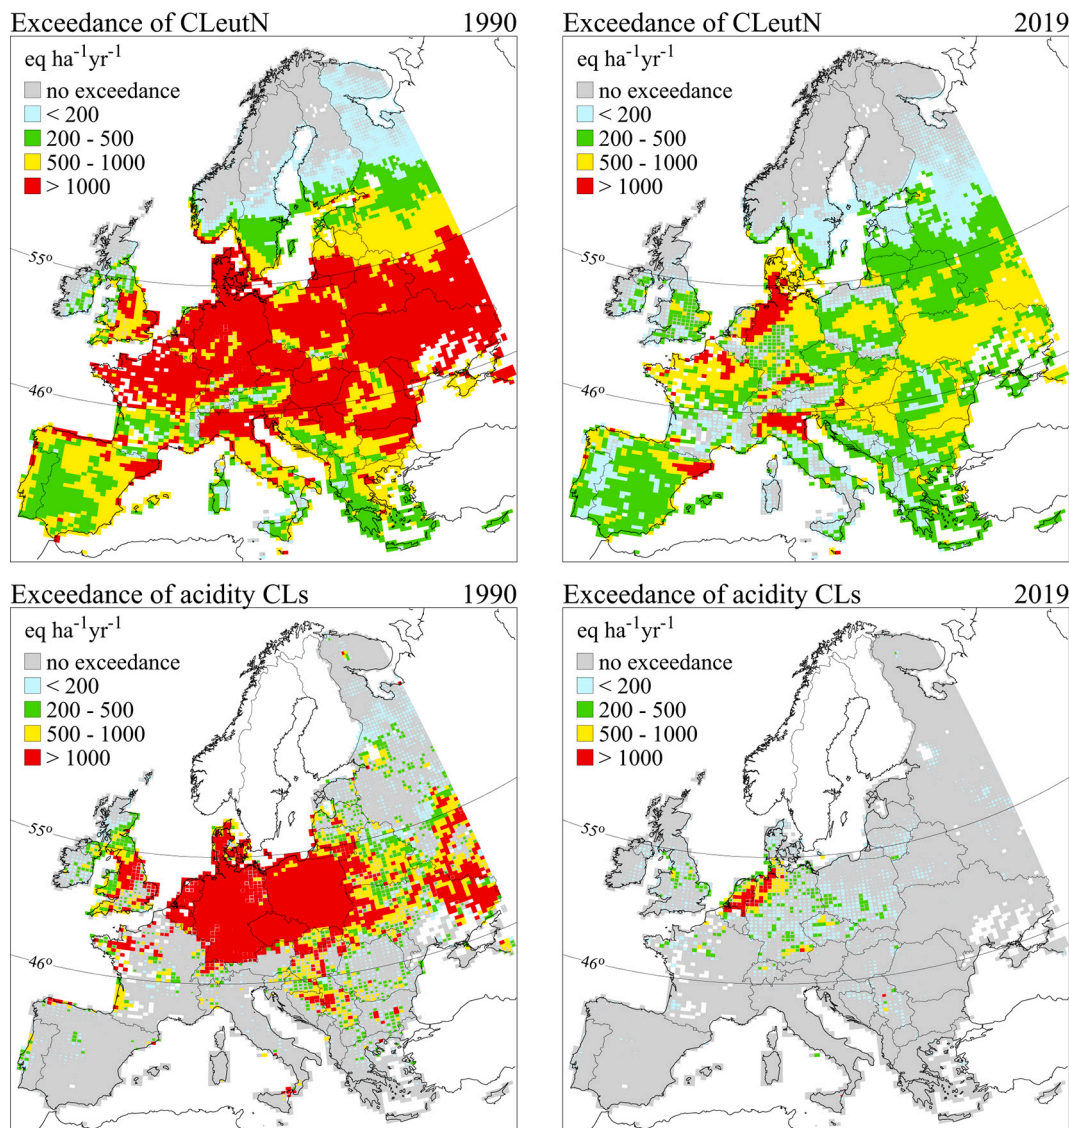 Exceedance of CLeutN 1990
eq ha⁻¹yr⁻¹
no exceedance
< 200
200 - 500
500 - 1000
> 1000
55º
46º
Exceedance of CLeutN 2019
eq ha⁻¹yr⁻¹
no exceedance
< 200
200 - 500
500 - 1000
> 1000
55º
46º
Exceedance of acidity CLs 1990
eq ha⁻¹yr⁻¹
no exceedance
< 200
200 - 500
500 - 1000
> 1000
55º
46º
Exceedance of acidity CLs 2019
eq ha⁻¹yr⁻¹
no exceedance
< 200
200 - 500
500 - 1000
> 1000
55º
46º